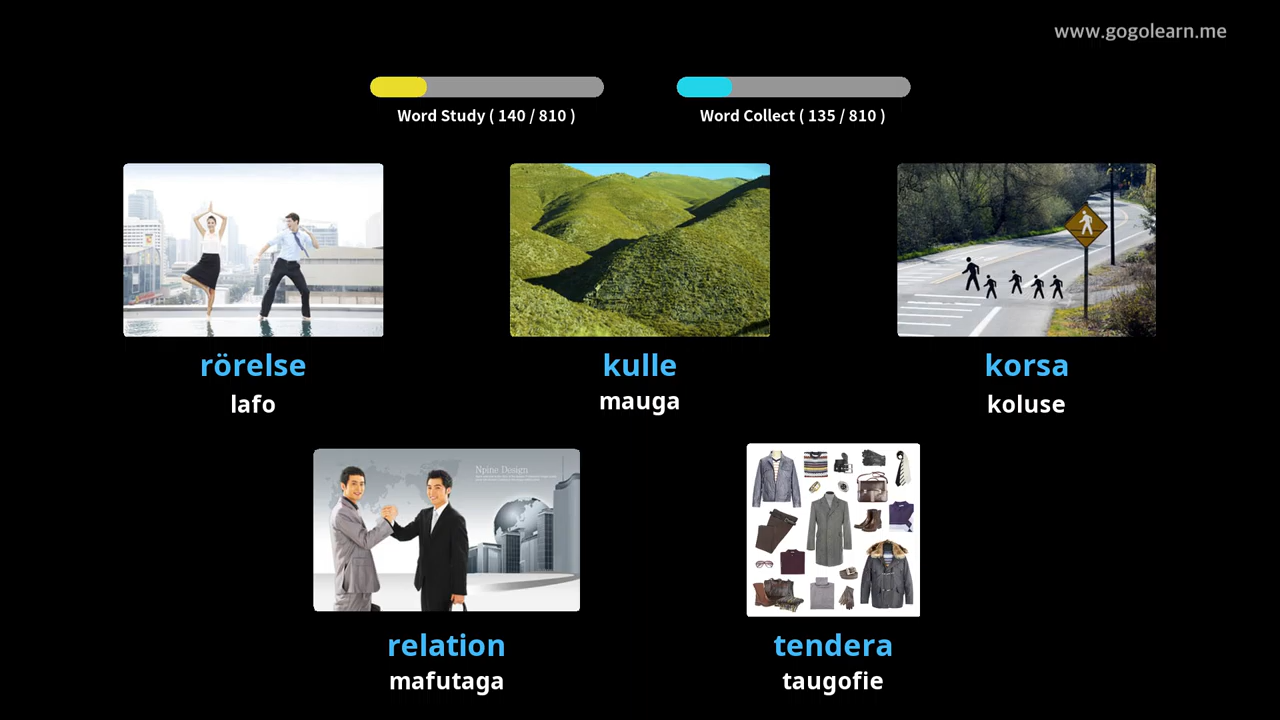 www.gogolearn.me
Word Study ( 140 / 810 )
Word Collect ( 135 / 810 )
rörelse
lafo
kulle
mauga
korsa
koluse
Npine Design
relation
mafutaga
tendera
taugofie